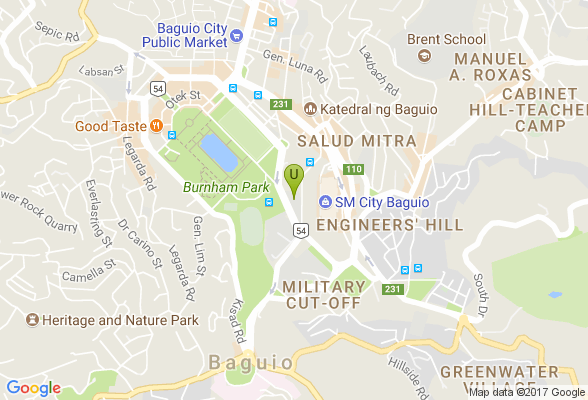 Baguio City
Public Market
Brent School
Sepic Rd
Gen. Luna Rd
Laubach Rd
Labsan St
MANUEL
A. ROXAS
54
Otek St
CABINET
HILL-TEACHER
CAMP
231
Katedral ng Baguio
Good Taste
SALUD MITRA
Legarda Rd
110
U
Burnham Park
SM City Baguio
ower Rock Quarry
Everlasting St
Gen. Lim St
54
ENGINEERS' HILL
Dr Carino St
Camella St
Legarda Rd
MILITARY
CUT-OFF
231
South Dr
Kisad Rd
Heritage and Nature Park
Baguio
Hillside Rd
GREENWATER
VILLAGE
Google
Map data ©2017 Google